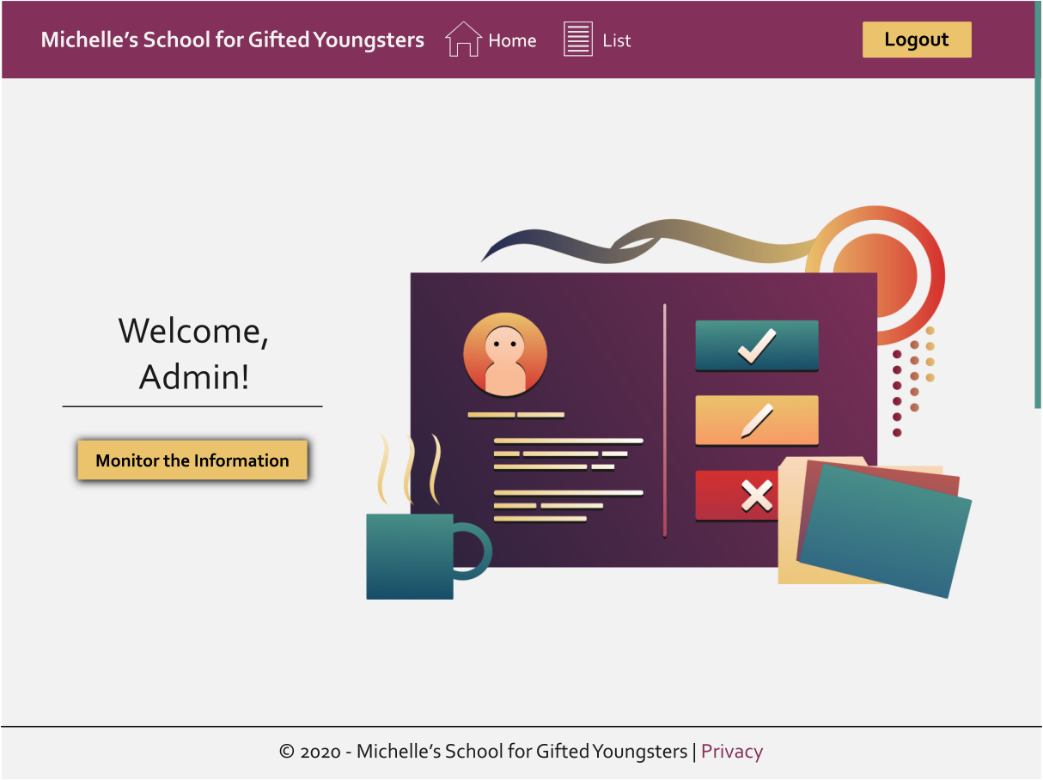 Michelle’s School for Gifted Youngsters Home List Logout
Welcome,
Admin!
Monitor the Information
© 2020 - Michelle’s School for Gifted Youngsters | Privacy